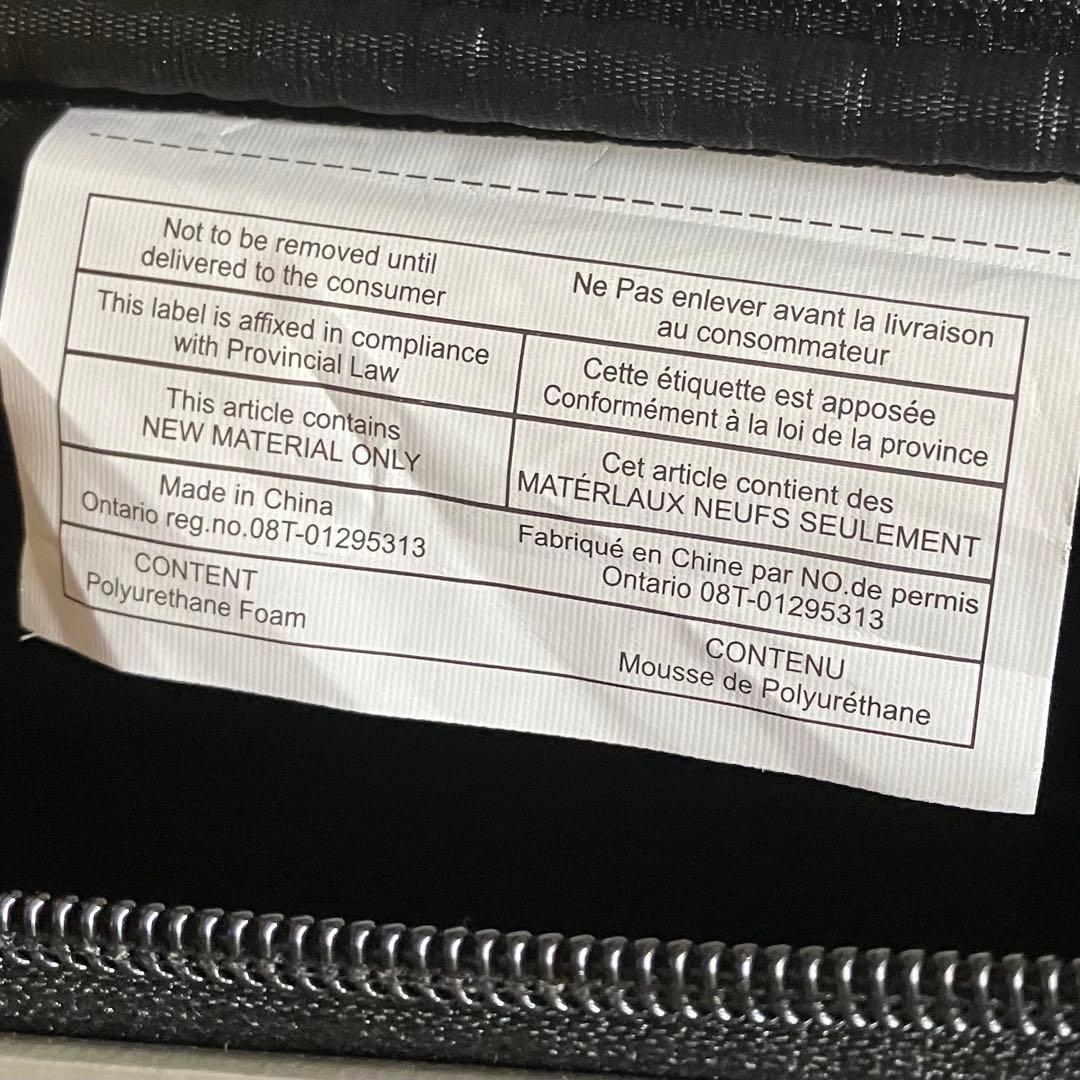 Not to be removed until
delivered to the consumer
Ne Pas enlever avant la livraison
au consommateur
This label is affixed in compliance
with Provincial Law
Cette étiquette est apposée
Conformément à la loi de la province
This article contains
NEW MATERIAL ONLY
Cet article contient des
MATÉRLAUX NEUFS SEULEMENT
Made in China
Ontario reg.no.08T-01295313
Fabriqué en Chine par NO.de permis
Ontario 08T-01295313
CONTENT
Polyurethane Foam
CONTENU
Mousse de Polyuréthane